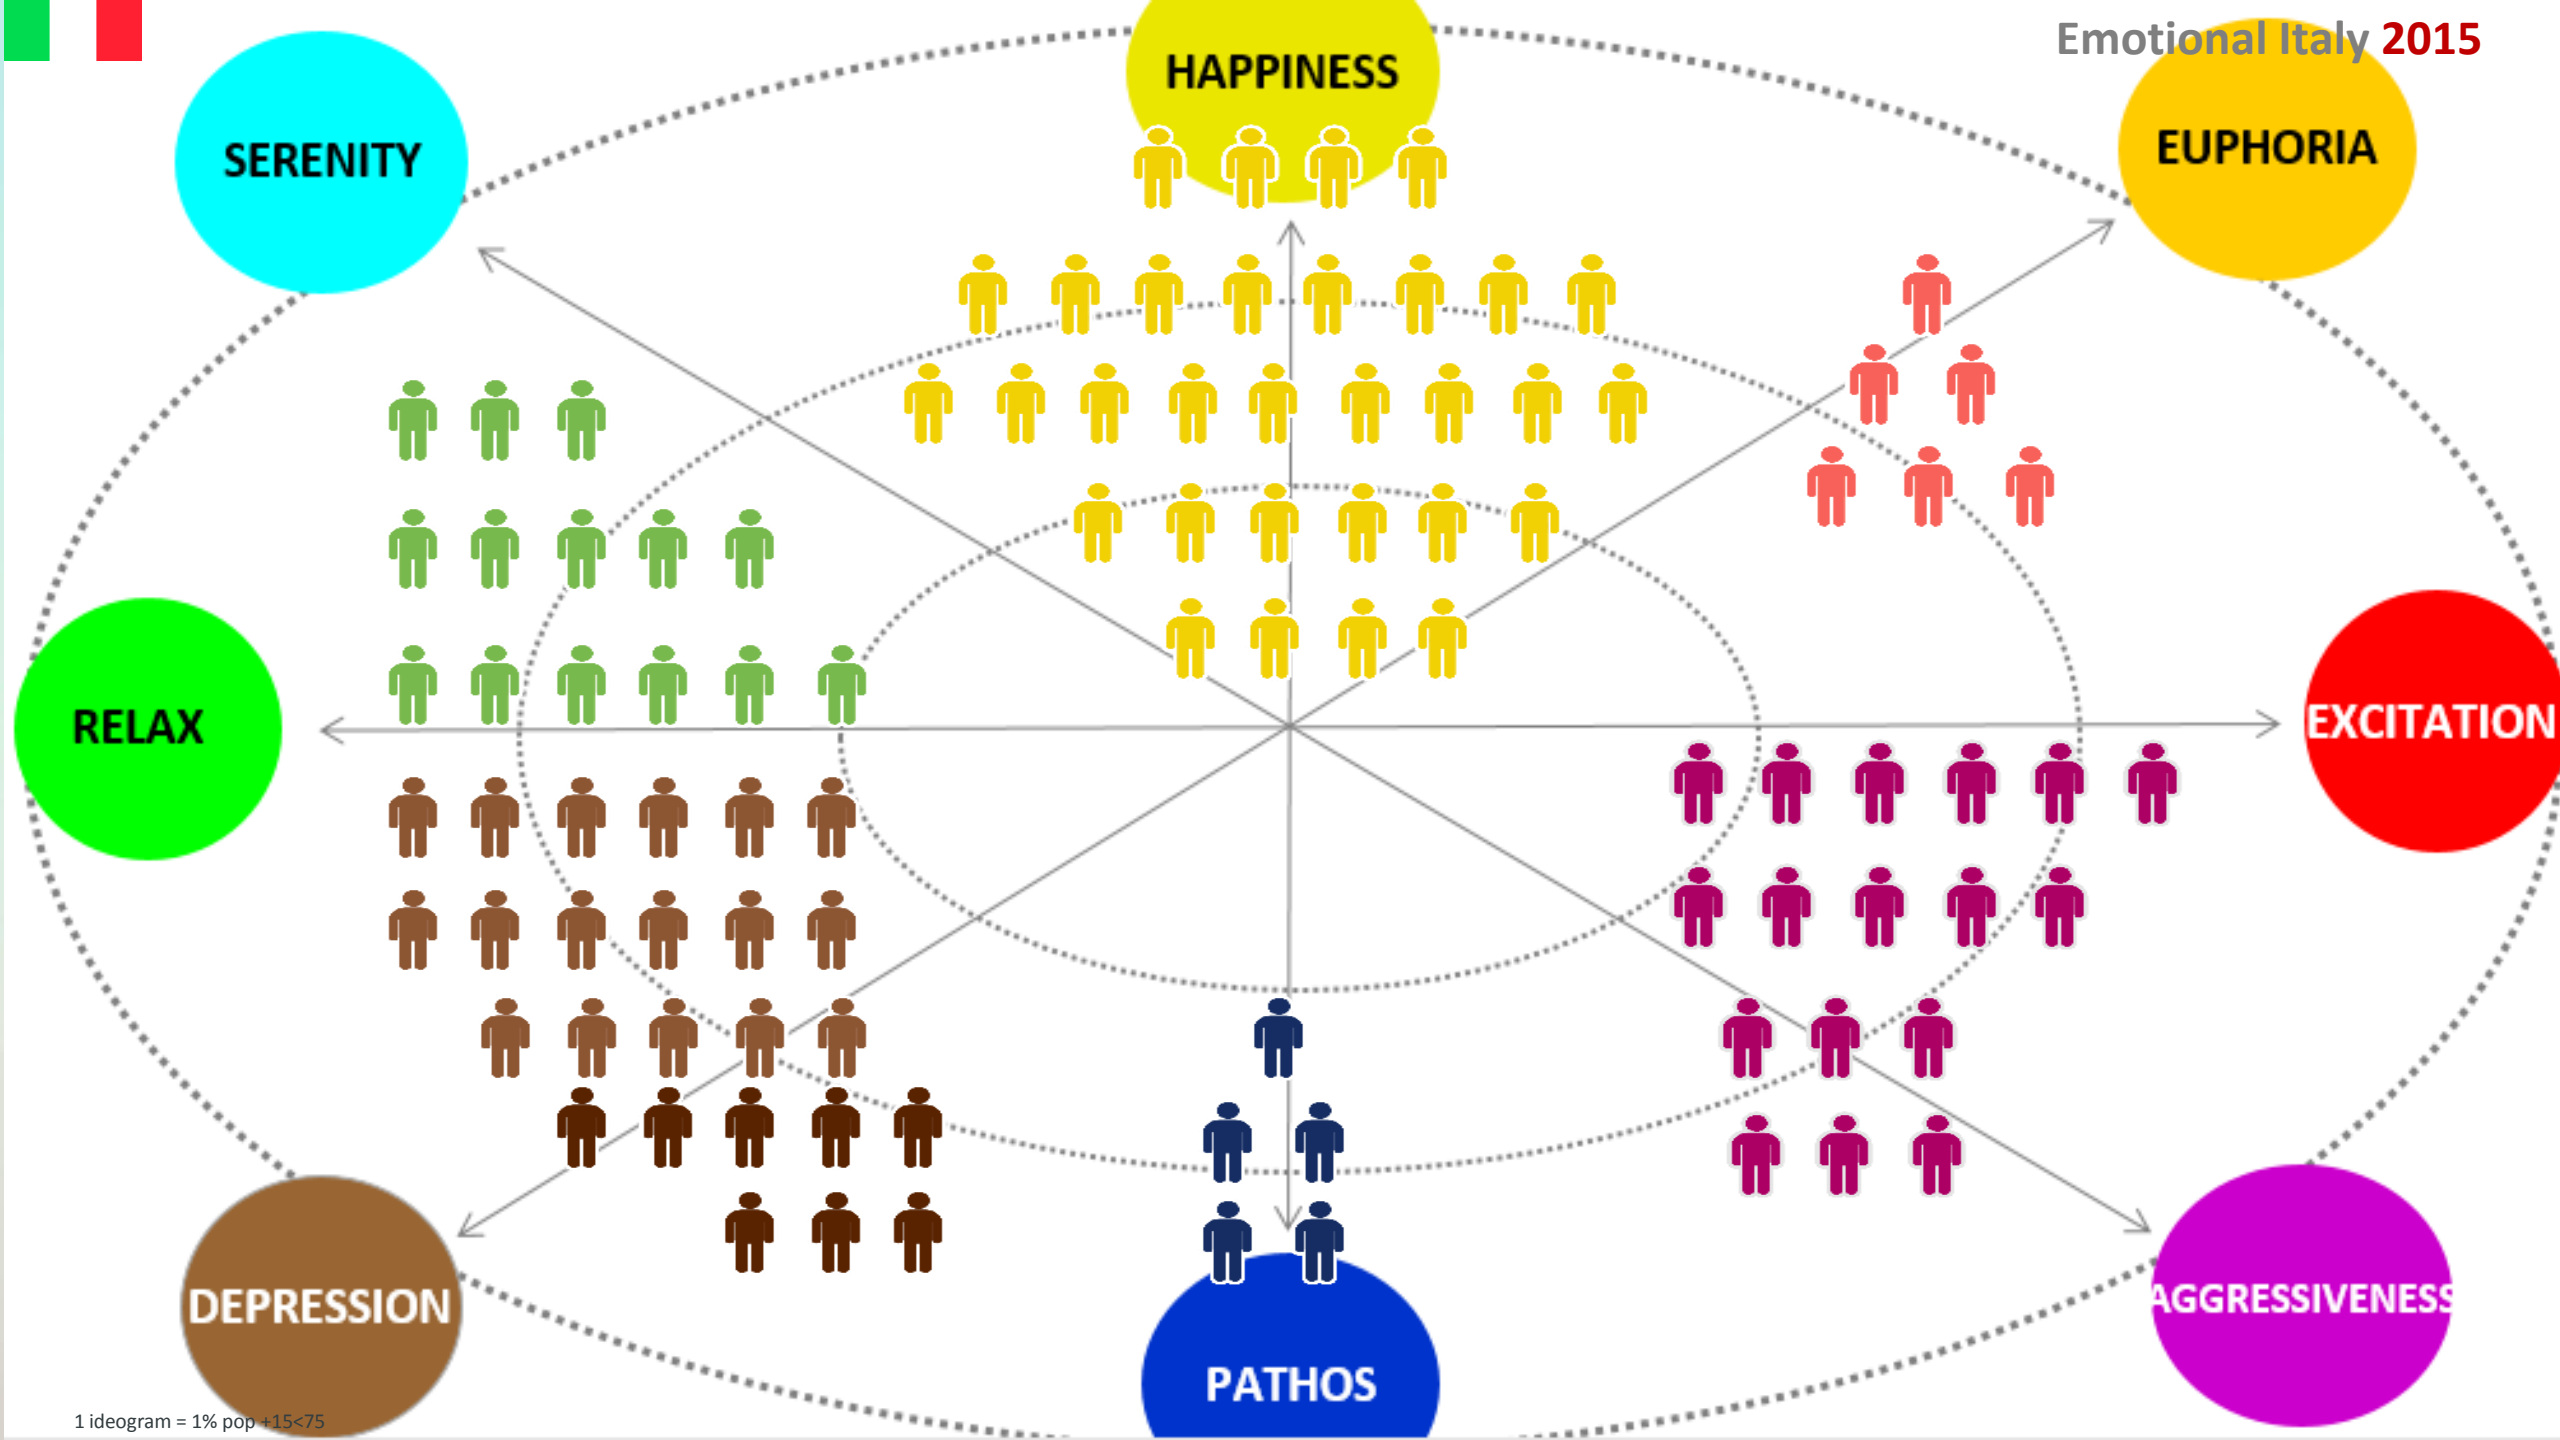 Emotional Italy 2015
HAPPINESS
EUPHORIA
SERENITY
RELAX
EXCITATION
DEPRESSION
AGGRESSIVENESS
PATHOS
1 ideogram = 1% pop +15<75